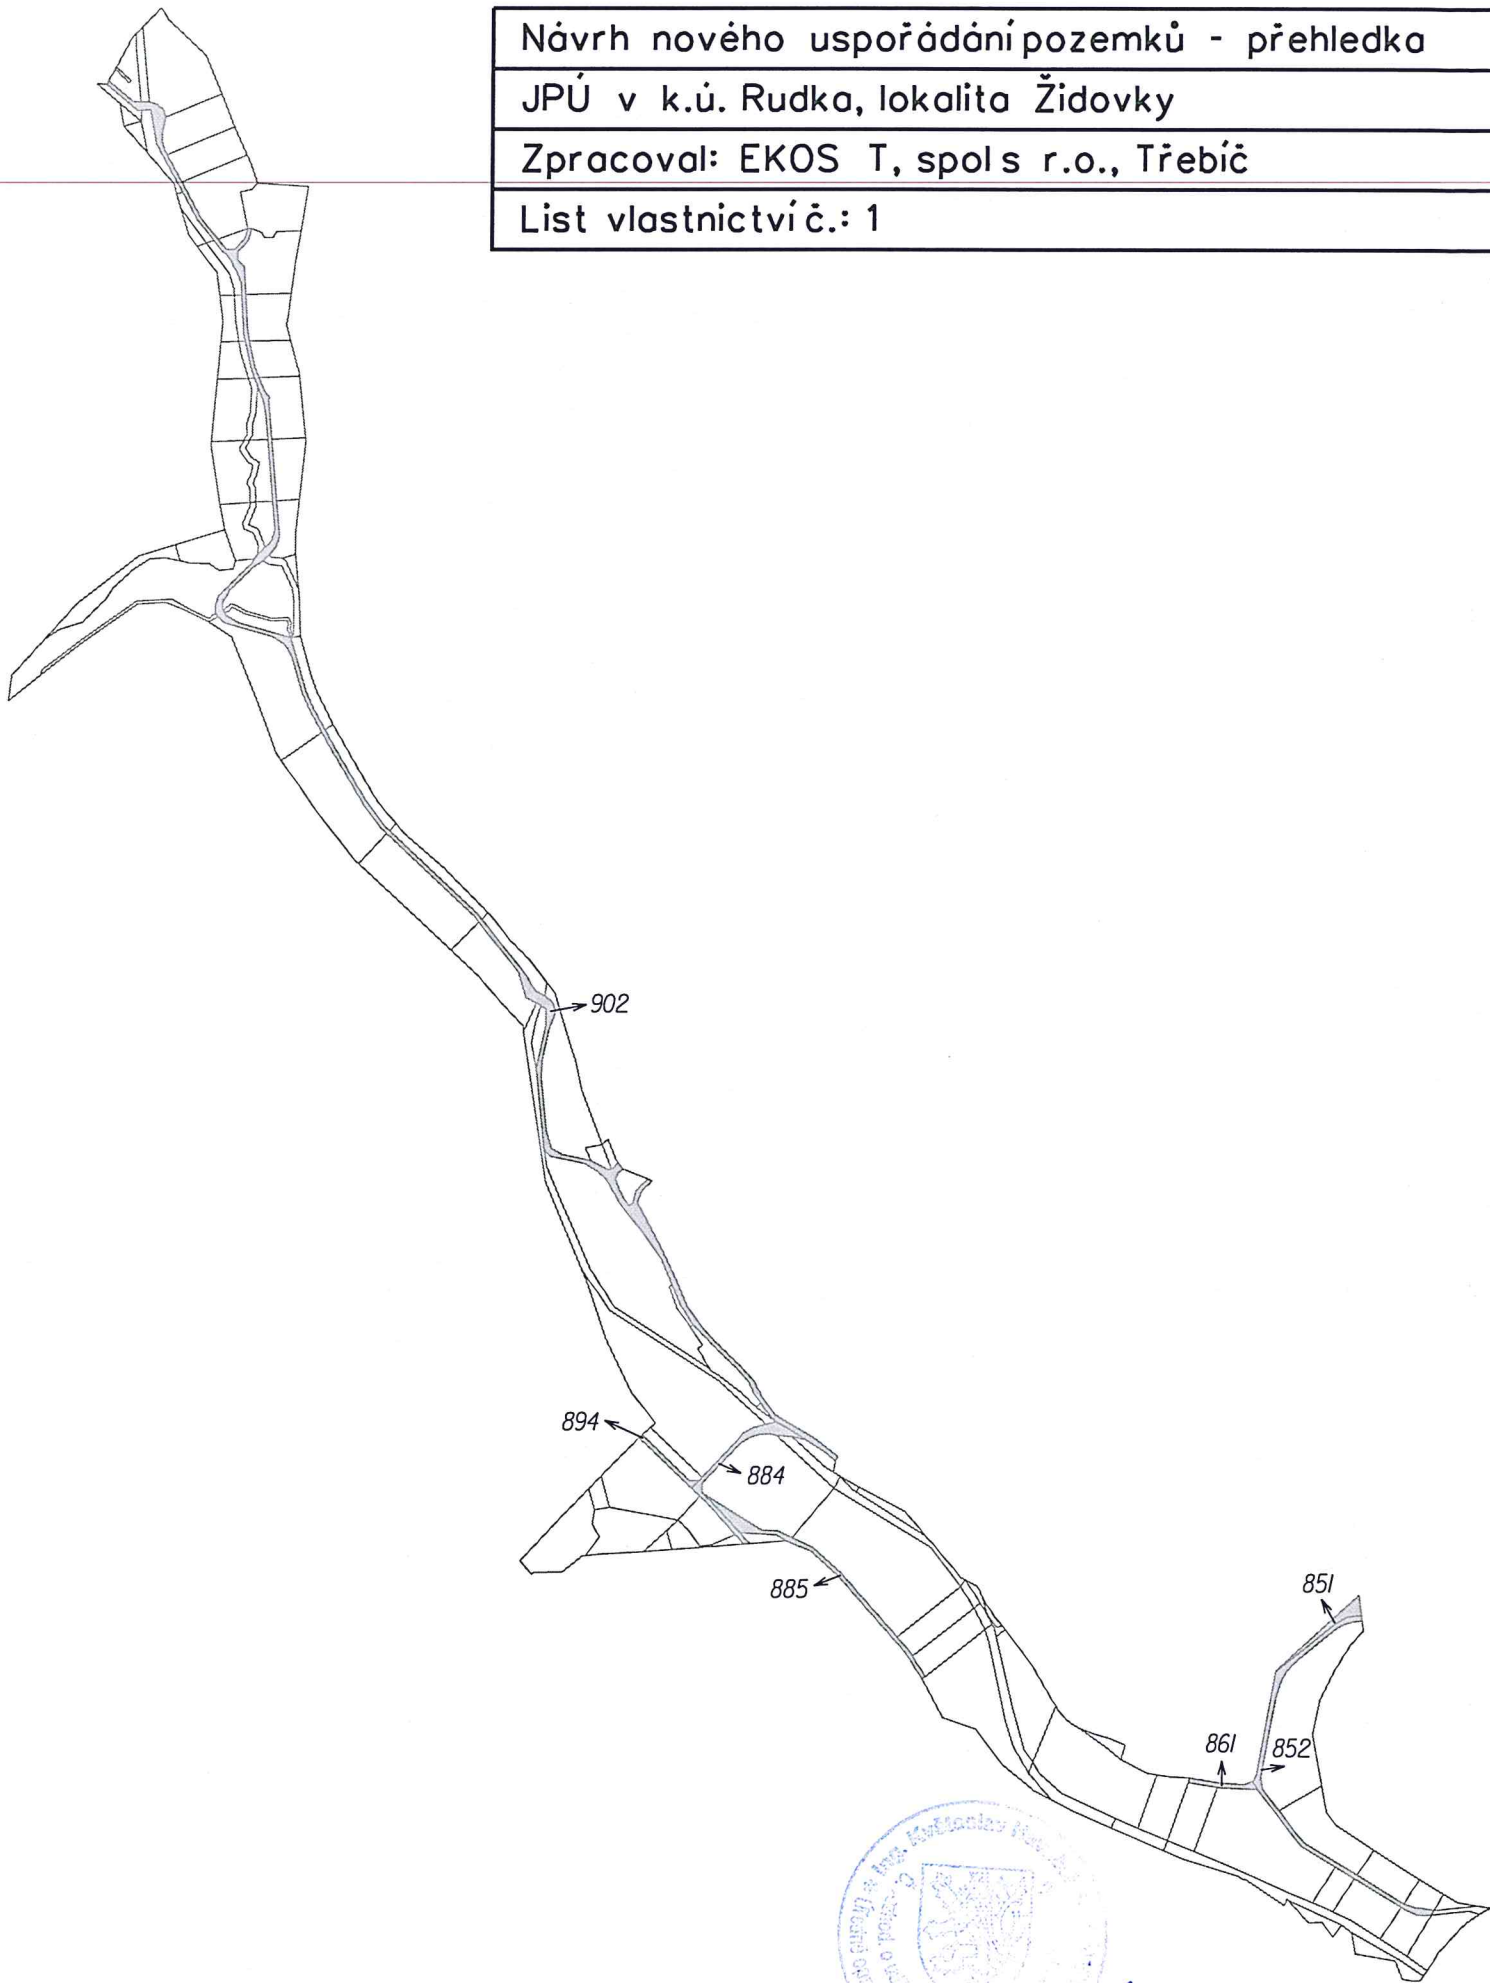 Návrh nového uspořádání pozemků - přehledka
JPÚ v k.ú. Rudka, lokalita Židovky
Zpracoval: EKOS T, spol s r.o., Třebíč
List vlastnictví č.: 1
902
894
884
885
851
861
852
Ing.